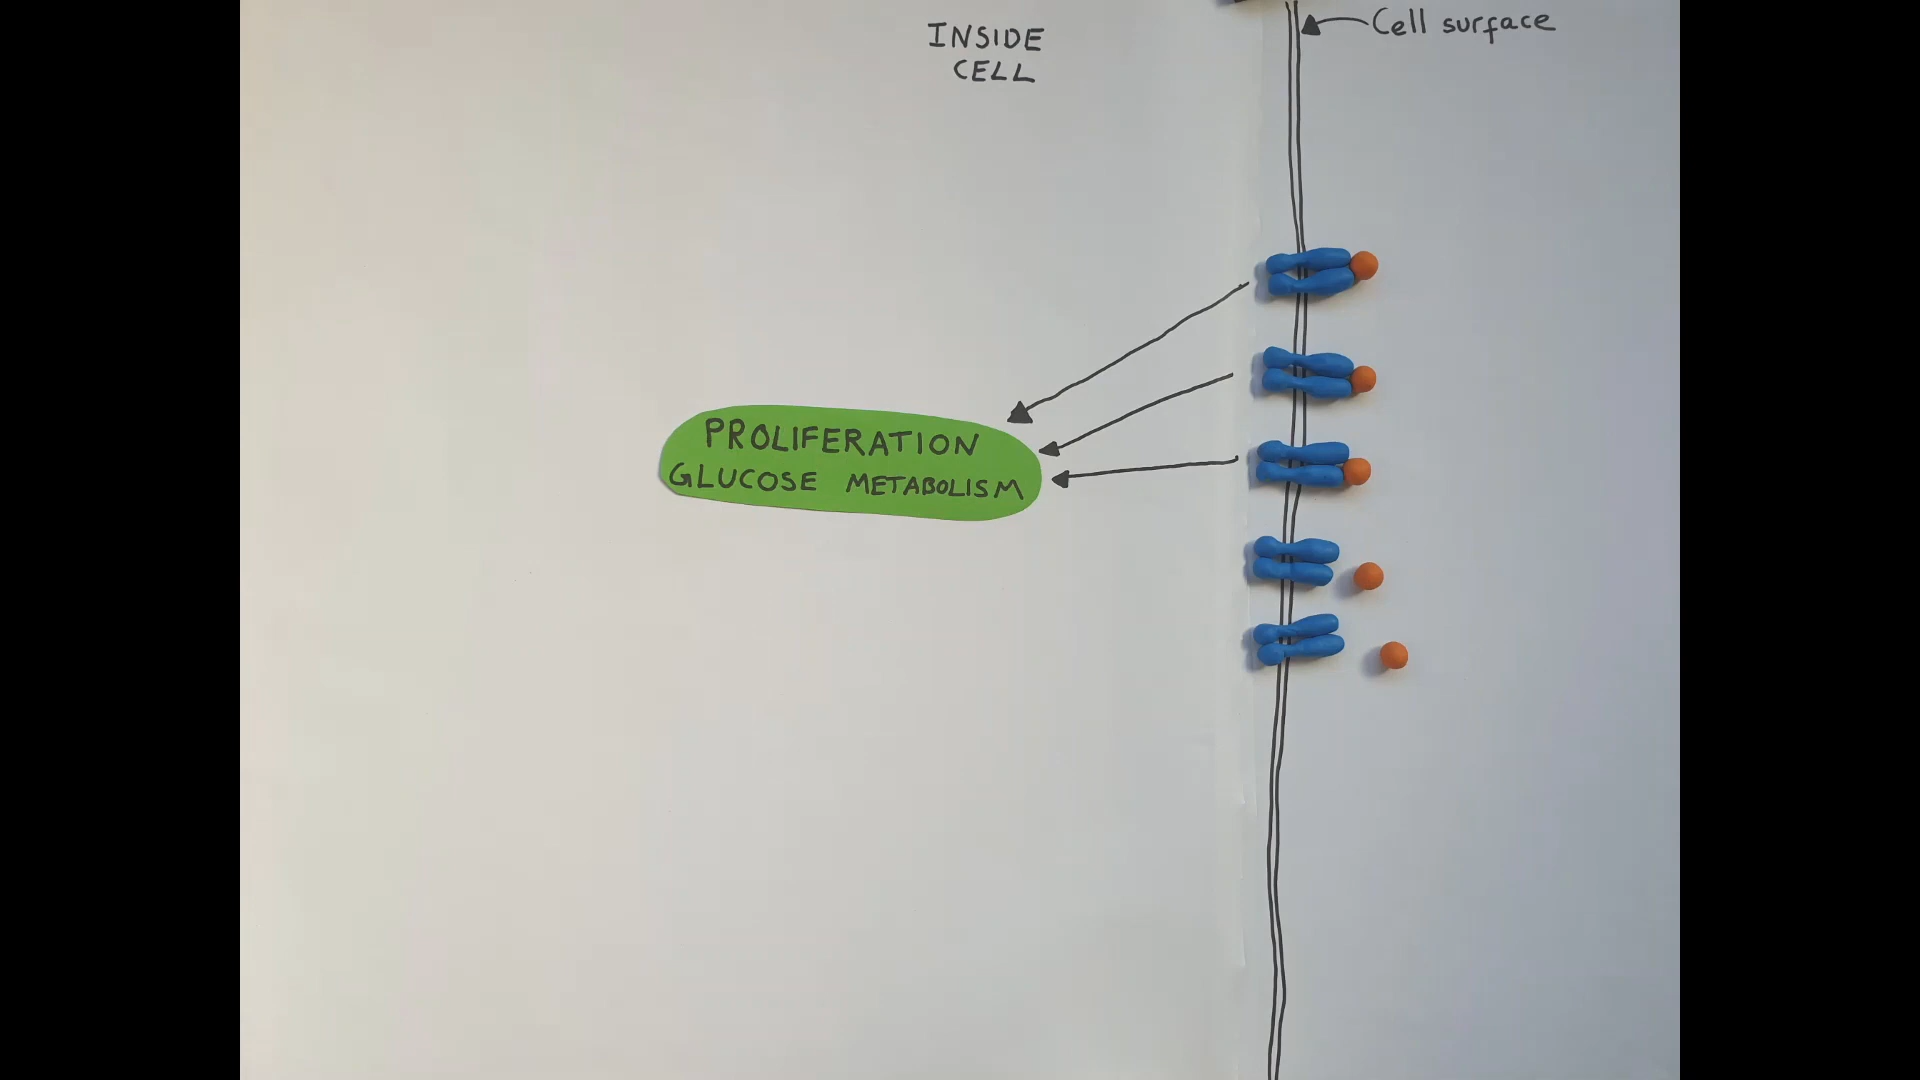 INSIDE
CELL
Cell surface
PROLIFERATION
GLUCOSE METABOLISM